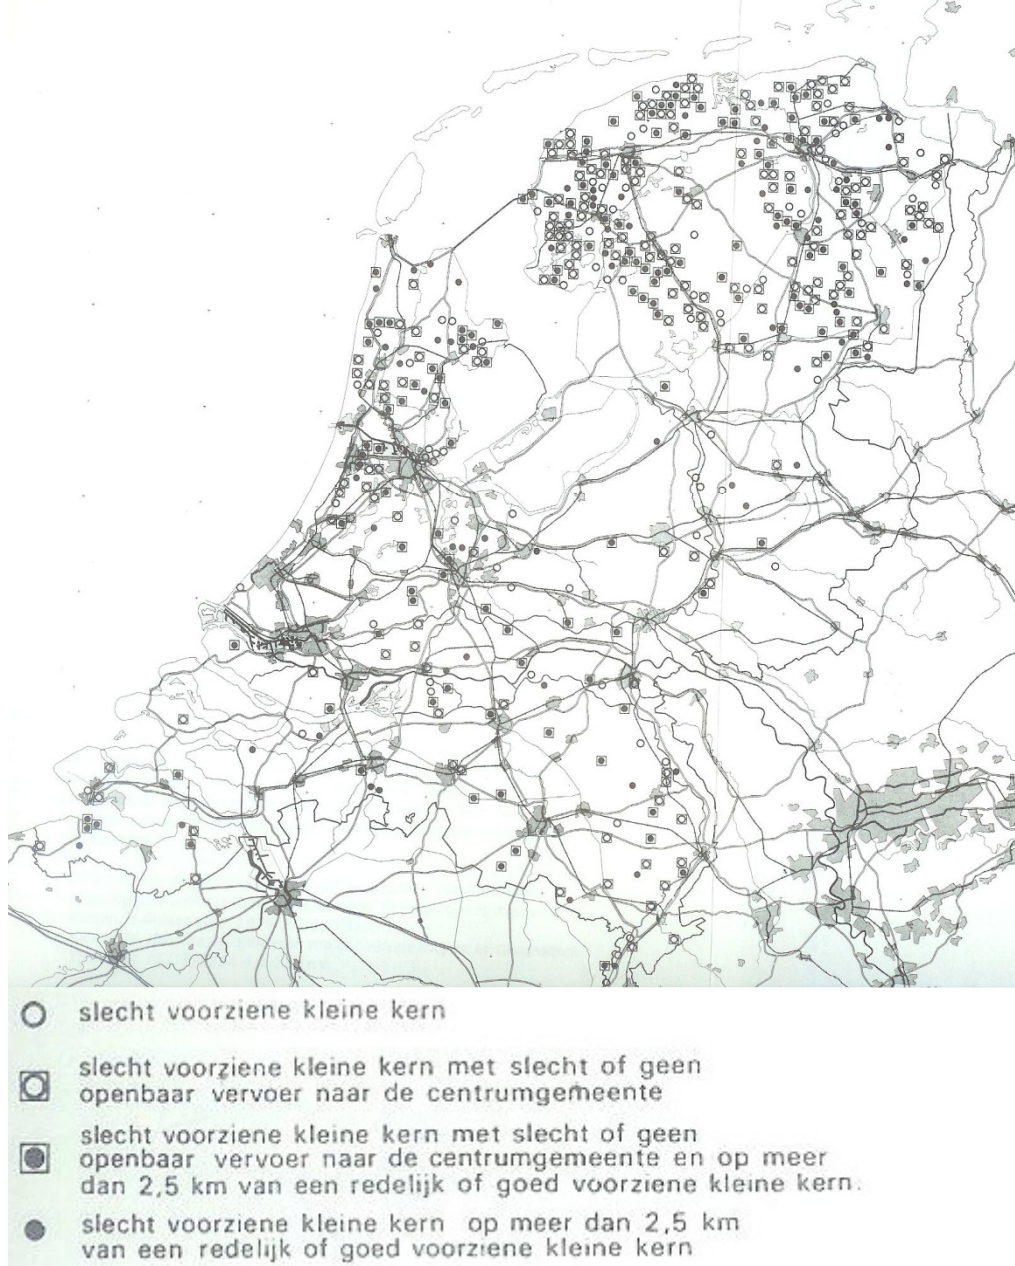 slecht voorziene kleine kern
slecht voorziene kleine kern met slecht of geen
openbaar vervoer naar de centrumgemeente
slecht voorziene kleine kern met slecht of geen
openbaar vervoer naar de centrumgemeente en op meer
dan 2,5 km van een redelijk of goed voorziene kleine kern.
slecht voorziene kleine kern op meer dan 2,5 km
van een redelijk of goed voorziene kleine kern